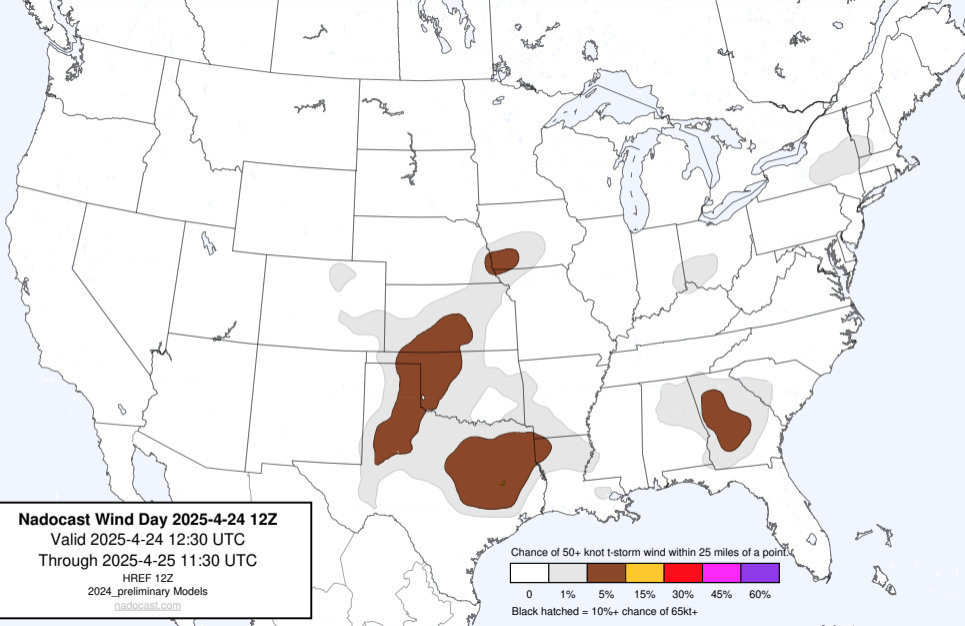 Nadocast Wind Day 2025-4-24 12Z
Valid 2025-4-24 12:30 UTC
Through 2025-4-25 11:30 UTC
HREF 12Z
2024_preliminary Models
nadocast.com
Chance of 50+ knot t-storm wind within 25 miles of a point.
0 1% 5% 15% 30% 45% 60%
Black hatched = 10%+ chance of 65kt+